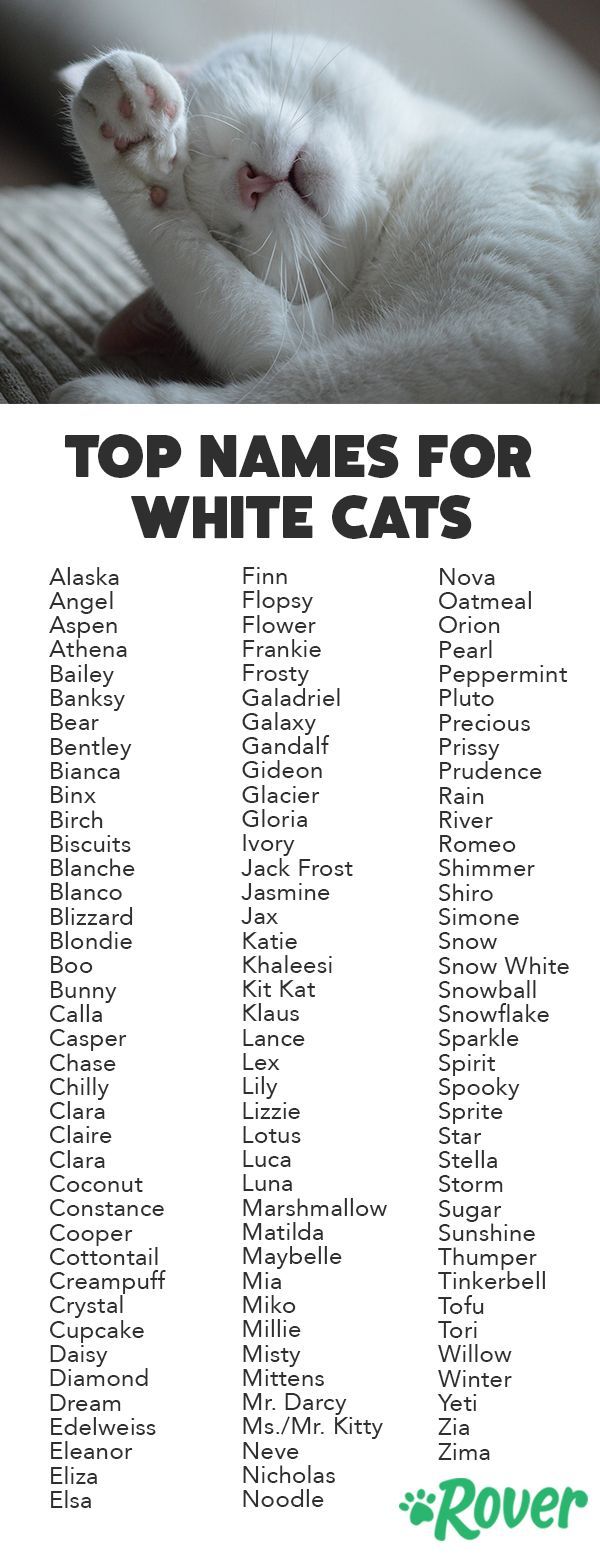 TOP NAMES FOR
WHITE CATS
Alaska
Angel
Aspen
Athena
Bailey
Banksy
Bear
Bentley
Bianca
Binx
Birch
Biscuits
Blanche
Blanco
Blizzard
Blondie
Boo
Bunny
Calla
Casper
Chase
Chilly
Clara
Claire
Clara
Coconut
Constance
Cooper
Cottontail
Creampuff
Crystal
Cupcake
Daisy
Diamond
Dream
Edelweiss
Eleanor
Eliza
Elsa
Finn
Flopsy
Flower
Frankie
Frosty
Galadriel
Galaxy
Gandalf
Gideon
Glacier
Gloria
Ivory
Jack Frost
Jasmine
Jax
Katie
Khaleesi
Kit Kat
Klaus
Lance
Lex
Lily
Lizzie
Lotus
Luca
Luna
Marshmallow
Matilda
Maybelle
Mia
Miko
Millie
Misty
Mittens
Mr. Darcy
Ms./Mr. Kitty
Neve
Nicholas
Noodle
Nova
Oatmeal
Orion
Pearl
Peppermint
Pluto
Precious
Prissy
Prudence
Rain
River
Romeo
Shimmer
Shiro
Simone
Snow
Snow White
Snowball
Snowflake
Sparkle
Spirit
Spooky
Sprite
Star
Stella
Storm
Sugar
Sunshine
Thumper
Tinkerbell
Tofu
Tori
Willow
Winter
Yeti
Zia
Zima
Rover